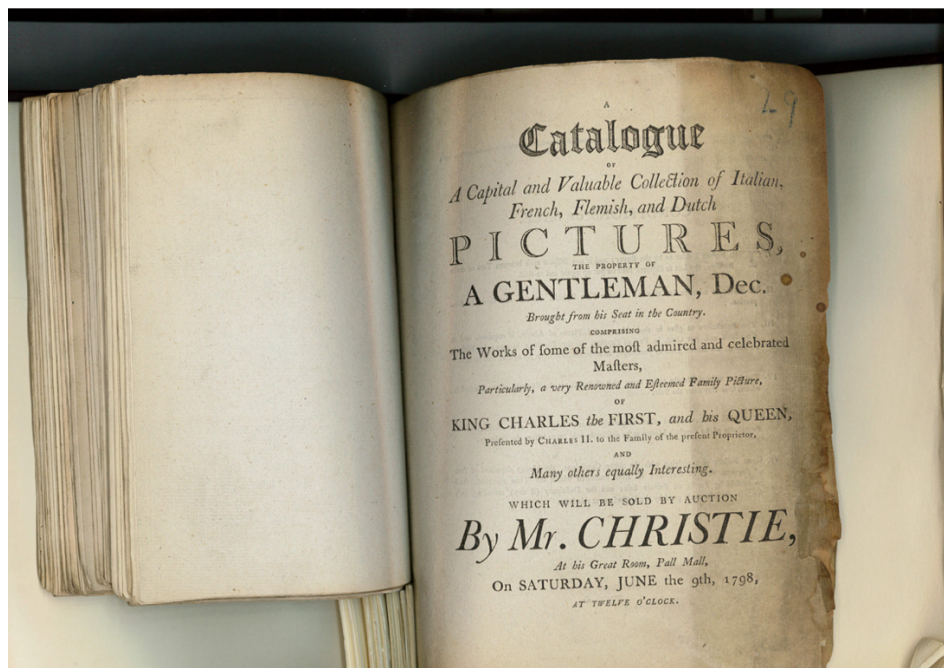 29
A
Catalogue
OF
A Capital and Valuable Collection of Italian,
French, Flemish, and Dutch
PICTURES,
THE PROPERTY OF
A GENTLEMAN, Dec.
Brought from his Seat in the Country.
COMPRISING
The Works of ſome of the moſt admired and celebrated
Maſters,
Particularly, a very Renowned and Eſteemed Family Picture,
OF
KING CHARLES the FIRST, and his QUEEN,
Preſented by CHARLES II. to the Family of the preſent Proprietor,
AND
Many others equally Intereſting.
WHICH WILL BE SOLD BY AUCTION
By Mr. CHRISTIE,
At his Great Room, Pall Mall,
On SATURDAY, JUNE the 9th, 1798,
AT TWELVE O'CLOCK.